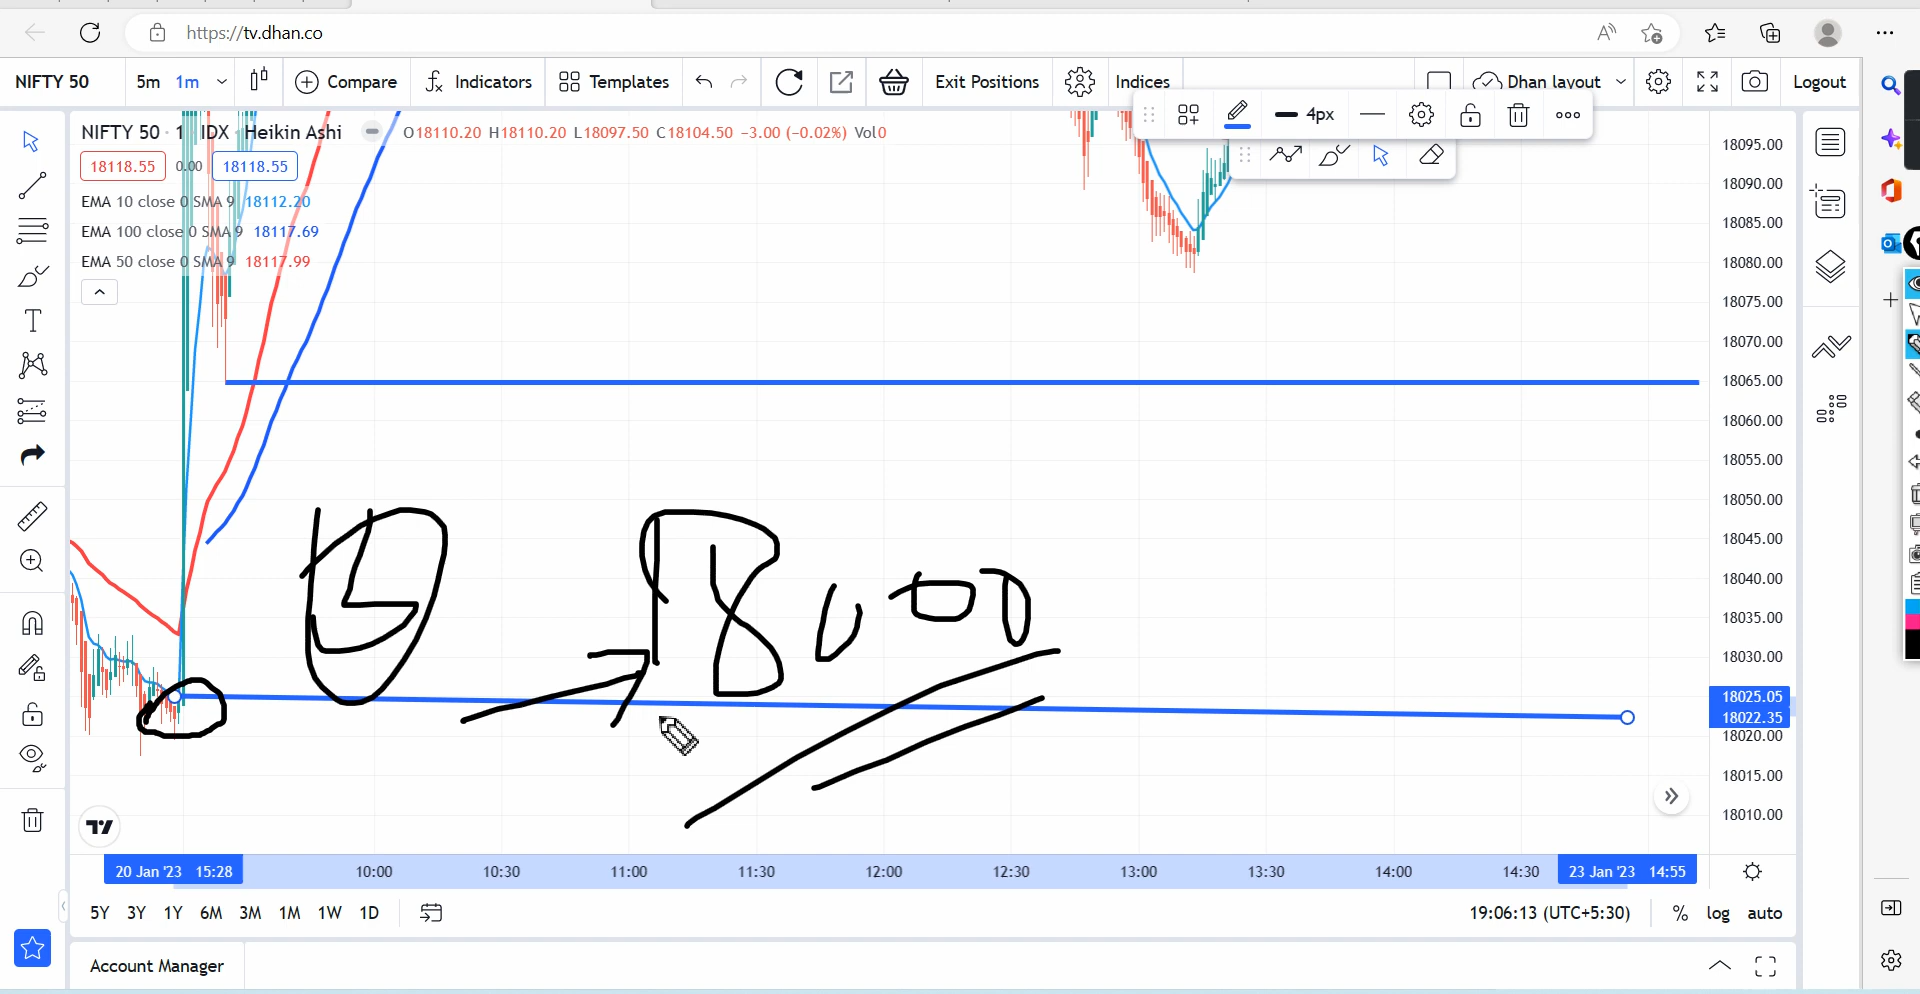 https://tv.dhan.co
NIFTY 50 5m 1m Compare Indicators Templates Exit Positions Indices Dhan layout Logout
4px
NIFTY 50 · 1 IDX Heikin Ashi O18110.20 H18110.20 L18097.50 C18104.50 −3.00 (−0.02%) Vol0
18118.55 0.00 18118.55
EMA 10 close 0 SMA 9 18112.20
EMA 100 close 0 SMA 9 18117.69
EMA 50 close 0 SMA 9 18117.99
18095.00
18090.00
18085.00
18080.00
18075.00
18070.00
18065.00
18060.00
18055.00
18050.00
18045.00
18040.00
18035.00
18030.00
18025.05
18022.35
18020.00
18015.00
18010.00
18000
20 Jan '23 15:28 10:00 10:30 11:00 11:30 12:00 12:30 13:00 13:30 14:00 14:30 23 Jan '23 14:55
5Y 3Y 1Y 6M 3M 1M 1W 1D 19:06:13 (UTC+5:30) % log auto
Account Manager